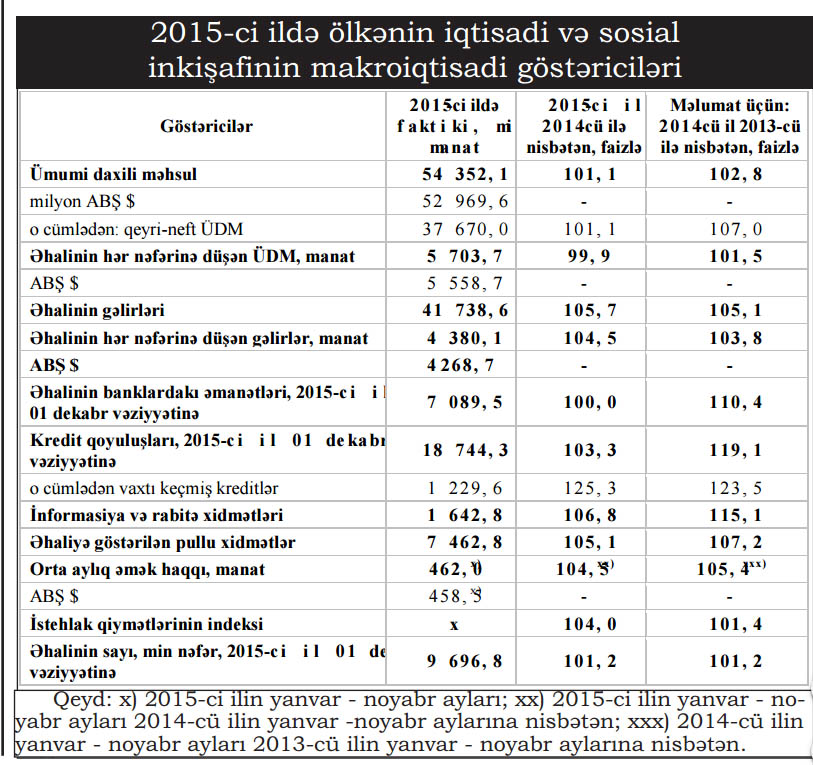 2015-ci ildə ölkənin iqtisadi və sosial
inkişafinin makroiqtisadi göstəriciləri
Göstəricilər
2015ci ildə
faktiki, mi
manat
2015ci il
2014cü ilə
nisbətən, faizlə
Məlumat üçün:
2014cü il 2013-cü
ilə nisbətən, faizlə
Ümumi daxili məhsul 54 352,1 101,1 102,8
milyon ABŞ $ 52 969,6 - -
o cümlədən: qeyri-neft ÜDM 37 670,0 101,1 107,0
Əhalinin hər nəfərinə düşən ÜDM, manat 5 703,7 99,9 101,5
ABŞ $ 5 558,7 - -
Əhalinin gəlirləri 41 738,6 105,7 105,1
Əhalinin hər nəfərinə düşən gəlirlər, manat 4 380,1 104,5 103,8
ABŞ $ 4 268,7 - -
Əhalinin banklardakı əmanətləri, 2015-ci il
01 dekabr vəziyyətinə 7 089,5 100,0 110,4
Kredit qoyuluşları, 2015-ci il 01 dekabr
vəziyyətinə 18 744,3 103,3 119,1
o cümlədən vaxtı keçmiş kreditlər 1 229,6 125,3 123,5
İnformasiya və rabitə xidmətləri 1 642,8 106,8 115,1
Əhaliyə göstərilən pullu xidmətlər 7 462,8 105,1 107,2
Orta aylıq əmək haqqı, manat 462,0 x) 104,5 xx) 105,4 xxx)
ABŞ $ 458,5 x) - -
İstehlak qiymətlərinin indeksi x 104,0 101,4
Əhalinin sayı, min nəfər, 2015-ci il 01 de
vəziyyətinə 9 696,8 101,2 101,2
Qeyd: x) 2015-ci ilin yanvar - noyabr ayları; xx) 2015-ci ilin yanvar - no-
yabr ayları 2014-cü ilin yanvar -noyabr aylarına nisbətən; xxx) 2014-cü ilin
yanvar - noyabr ayları 2013-cü ilin yanvar - noyabr aylarına nisbətən.